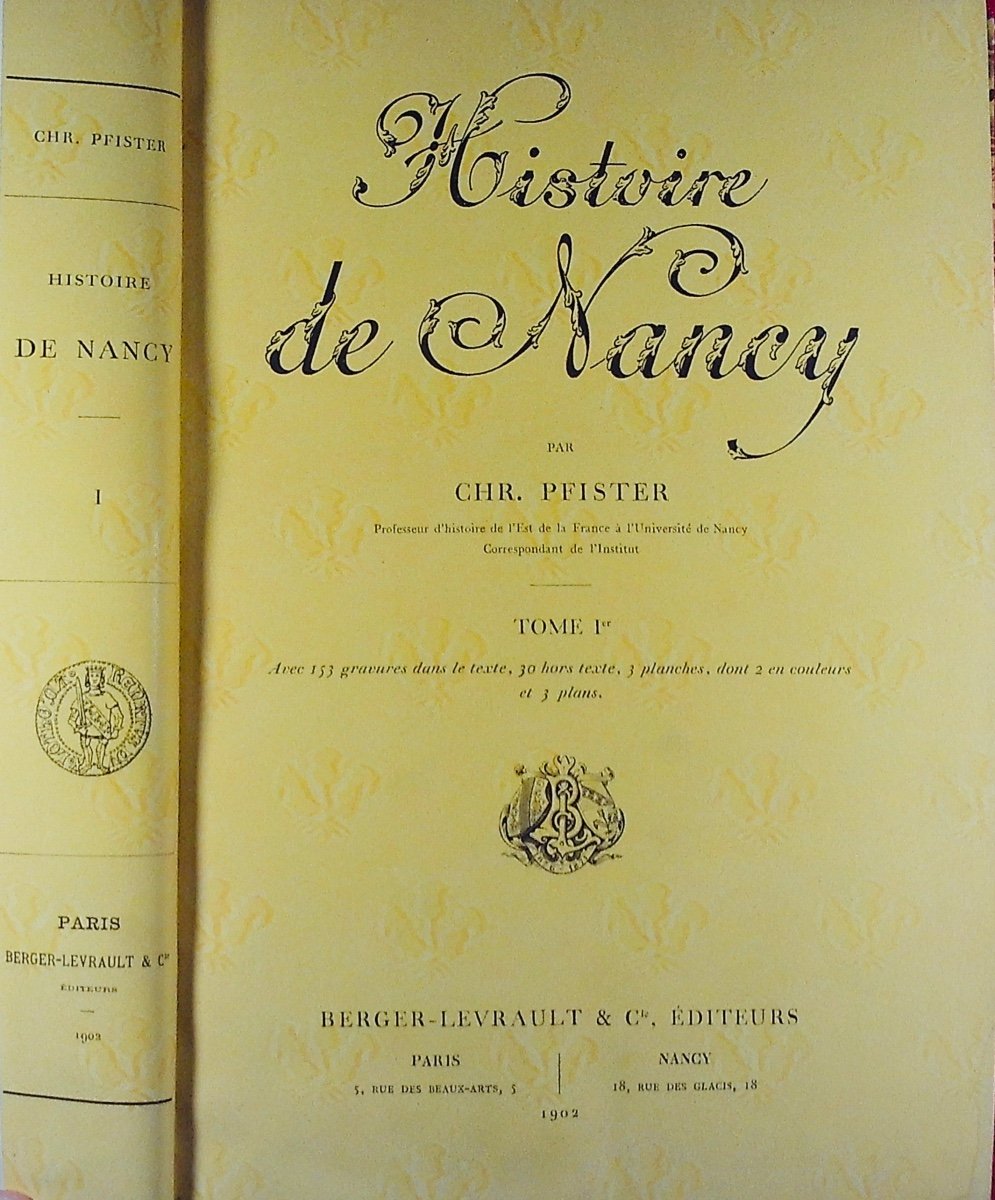 CHR. PFISTER
HISTOIRE
DE NANCY
I
PARIS
BERGER-LEVRAULT & Cie
ÉDITEURS
1902
Histoire
de Nancy
PAR
CHR. PFISTER
Professeur d'histoire de l'Est de la France à l'Université de Nancy
Correspondant de l'Institut
TOME Ier
Avec 153 gravures dans le texte, 30 hors texte, 3 planches, dont 2 en couleurs
et 3 plans.
BERGER-LEVRAULT & Cie, ÉDITEURS
PARIS
5, RUE DES BEAUX-ARTS, 5
NANCY
18, RUE DES GLACIS, 18
1902